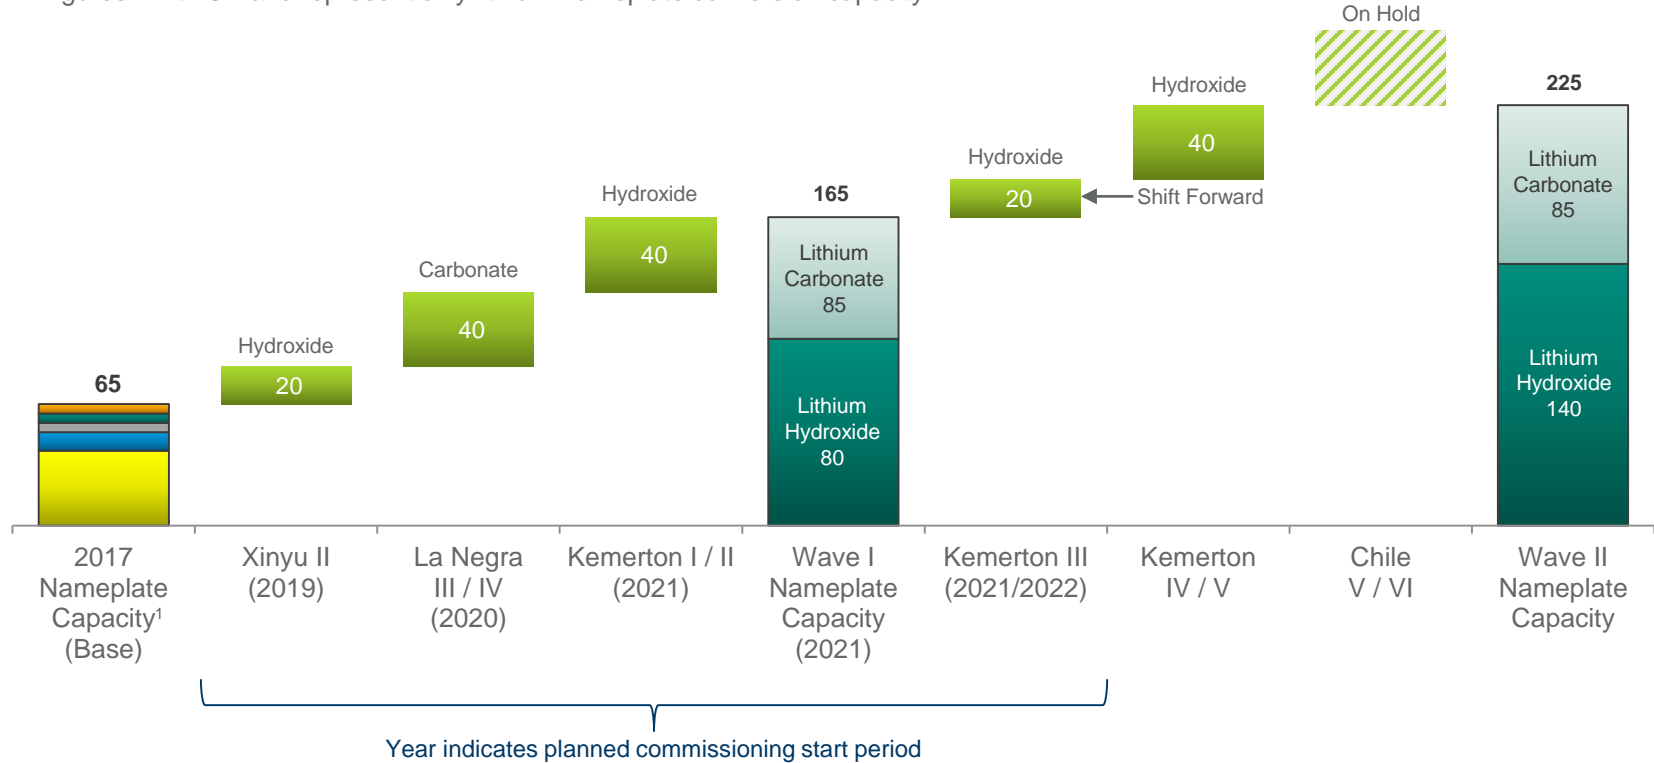 On Hold
Hydroxide
225
40
Lithium
Carbonate
85
Hydroxide
20
Shift Forward
Hydroxide
165
40
Lithium
Carbonate
85
Carbonate
40
Lithium
Hydroxide
140
Hydroxide
20
65
Lithium
Hydroxide
80
2017
Nameplate
Capacity¹
(Base)
Xinyu II
(2019)
La Negra
III / IV
(2020)
Kemerton I / II
(2021)
Wave I
Nameplate
Capacity
(2021)
Kemerton III
(2021/2022)
Kemerton
IV / V
Chile
V / VI
Wave II
Nameplate
Capacity
Year indicates planned commissioning start period